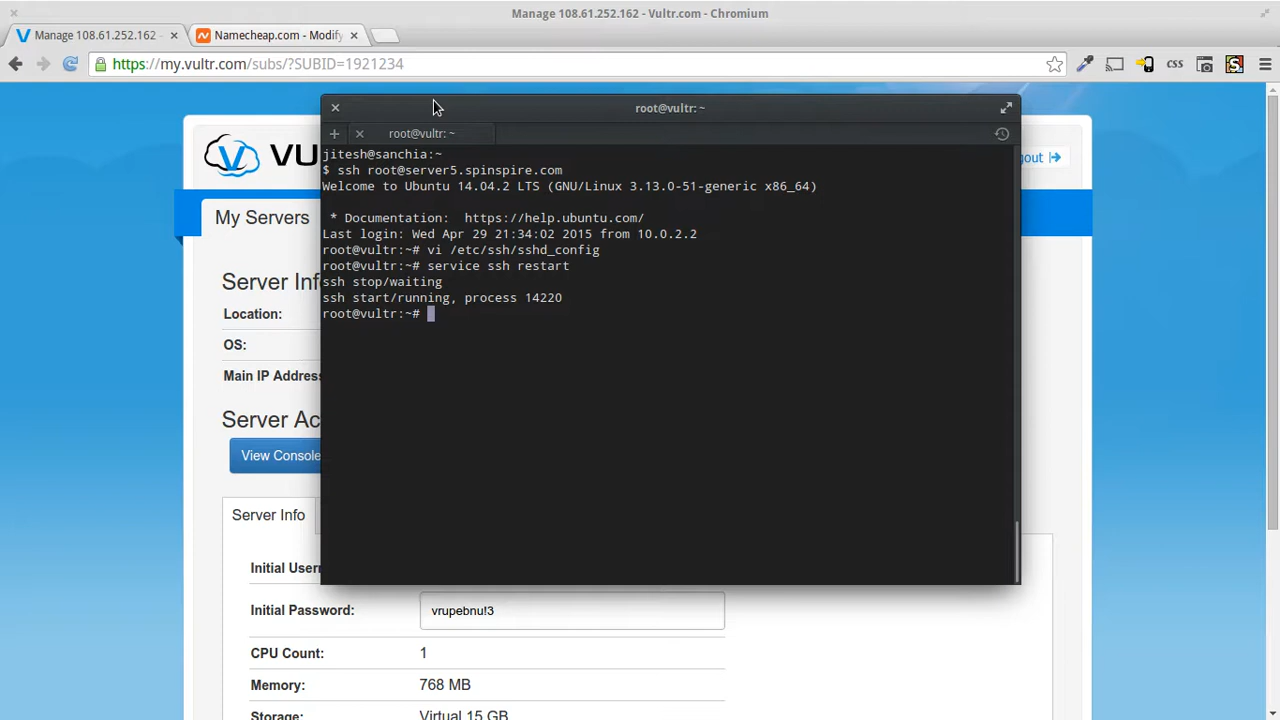 Manage 108.61.252.162 - Vultr.com - Chromium
Manage 108.61.252.162 -
Namecheap.com - Modify
https://my.vultr.com/subs/?SUBID=1921234
CSS
root@vultr: ~
root@vultr: ~
VU
gout
My Servers
jitesh@sanchia:~
$ ssh root@server5.spinspire.com
Welcome to Ubuntu 14.04.2 LTS (GNU/Linux 3.13.0-51-generic x86_64)
* Documentation: https://help.ubuntu.com/
Last login: Wed Apr 29 21:34:02 2015 from 10.0.2.2
root@vultr:~# vi /etc/ssh/sshd_config
root@vultr:~# service ssh restart
ssh stop/waiting
ssh start/running, process 14220
root@vultr:~#
Server Info
Location:
OS:
Main IP Address
Server Ac
View Console
Server Info
Initial User
Initial Password: vrupebnu!3
CPU Count: 1
Memory: 768 MB
Storage: Virtual 15 GB